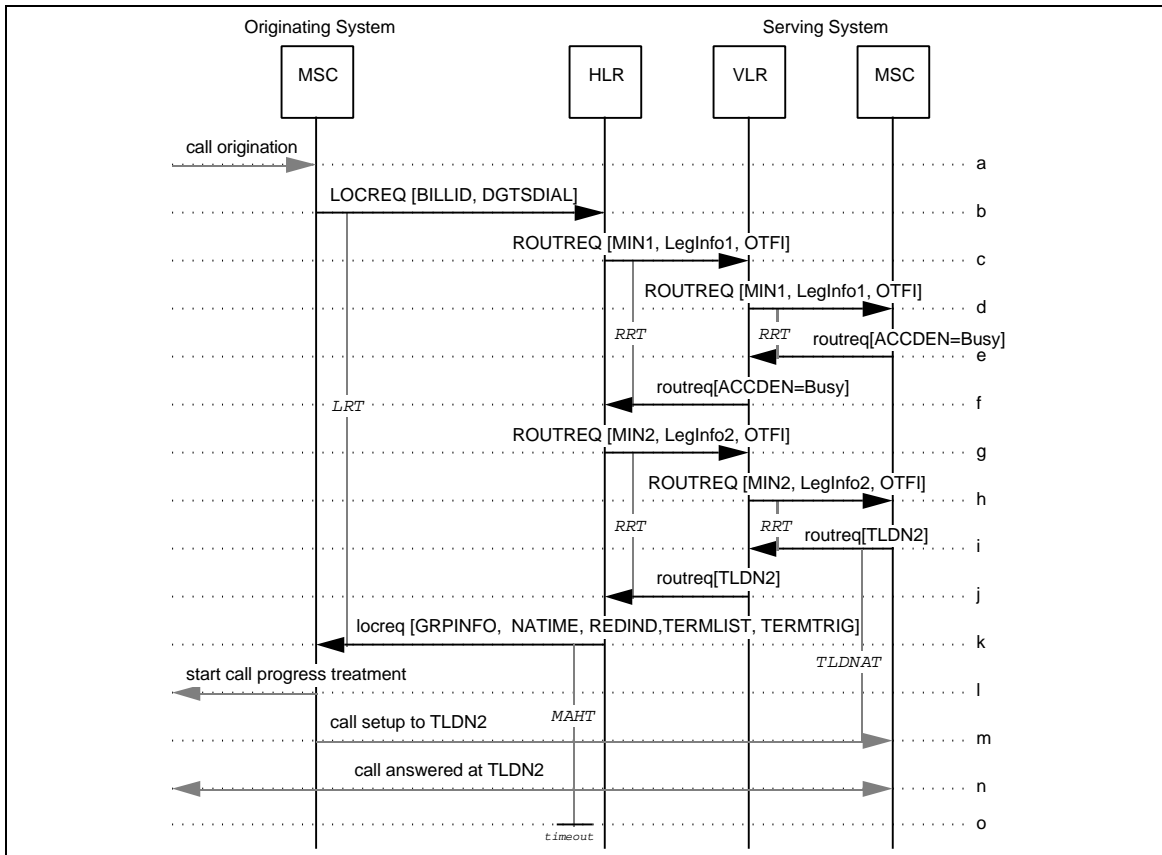 Originating System Serving System
MSC HLR VLR MSC
call origination
a
LOCREQ [BILLID, DGTSDIAL]
b
ROUTREQ [MIN1, LegInfo1, OTFI]
c
ROUTREQ [MIN1, LegInfo1, OTFI]
d
RRT RRT
routreq[ACCDEN=Busy]
e
routreq[ACCDEN=Busy]
LRT
f
ROUTREQ [MIN2, LegInfo2, OTFI]
g
ROUTREQ [MIN2, LegInfo2, OTFI]
h
RRT RRT
routreq[TLDN2]
i
routreq[TLDN2]
j
locreq [GRPINFO, NATIME, REDIND,TERMLIST, TERMTRIG]
k
TLDNAT
start call progress treatment
l
MAHT
call setup to TLDN2
m
call answered at TLDN2
n
o
timeout